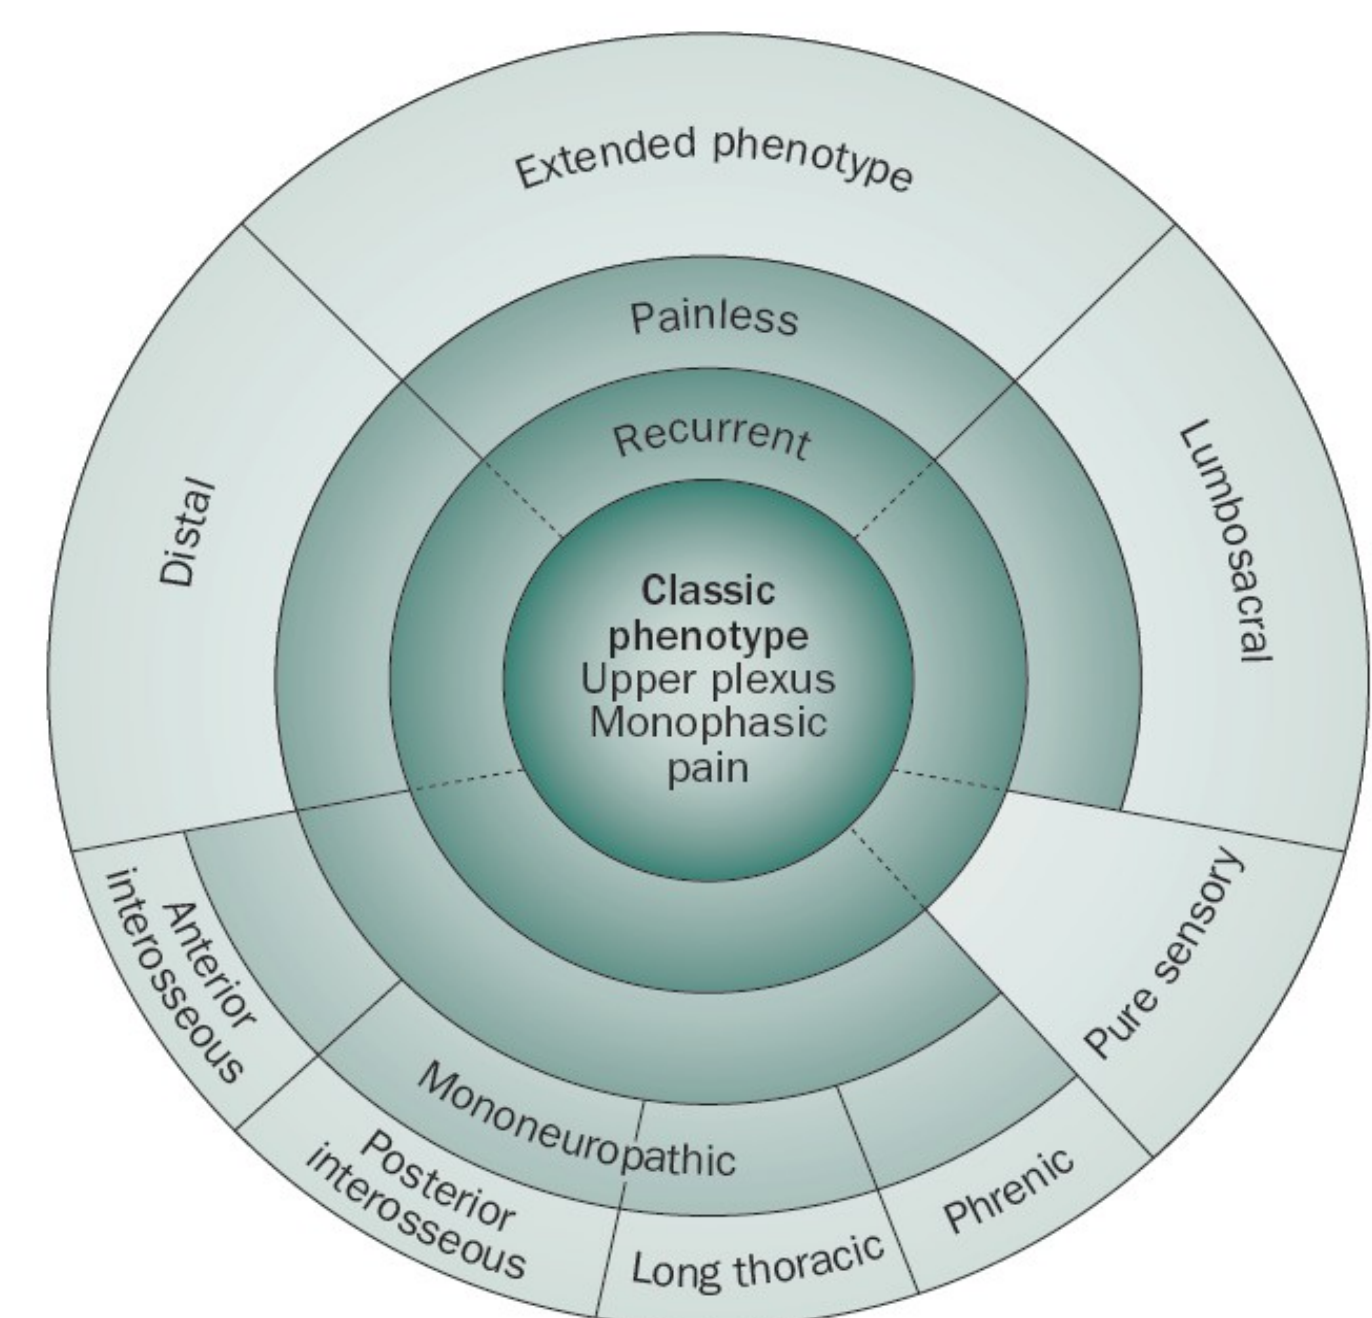 Extended phenotype
Painless
Recurrent
Classic
phenotype
Upper plexus
Monophasic
pain
Distal
Lumbosacral
Anterior
interosseous
Mononeuropathic
Posterior
interosseous
Long thoracic
Phrenic
Pure sensory